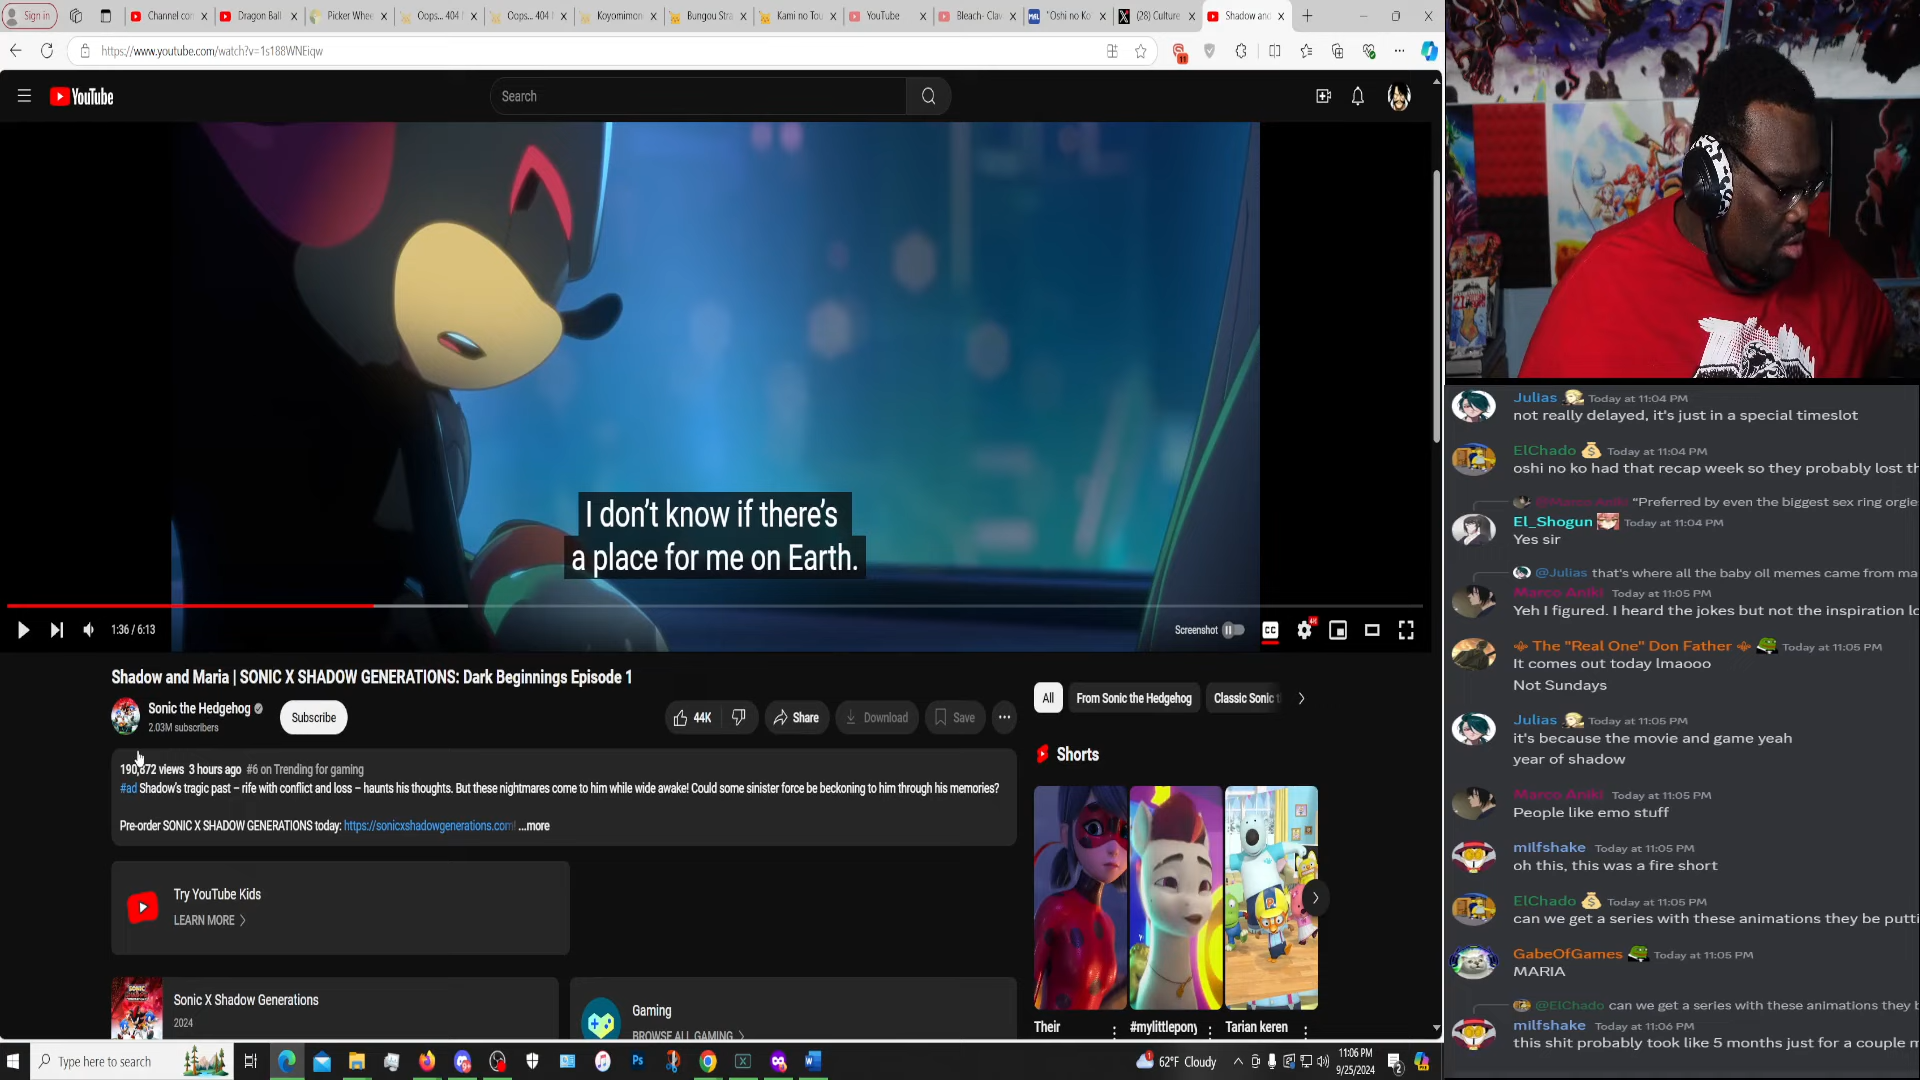 Sign in
Channel con
Dragon Ball
Picker Whee
Oops... 404
Oops... 404
Koyomimon
Bungou Stra
Kami no Tou
YouTube
Bleach- Clav
"Oshi no Ko
(28) Culture
Shadow and
https://www.youtube.com/watch?v=1s188WNEiqw
11
YouTube
Search
I don't know if there's
a place for me on Earth.
1:36 / 6:13
Screenshot
CC
Shadow and Maria | SONIC X SHADOW GENERATIONS: Dark Beginnings Episode 1
Sonic the Hedgehog
2.03M subscribers
Subscribe
44K
Share
Download
Save
190,872 views 3 hours ago #6 on Trending for gaming
#ad Shadow's tragic past – rife with conflict and loss – haunts his thoughts. But these nightmares come to him while wide awake! Could some sinister force be beckoning to him through his memories?
Pre-order SONIC X SHADOW GENERATIONS today: https://sonicxshadowgenerations.com! ...more
Try YouTube Kids
LEARN MORE
Sonic X Shadow Generations
2024
Gaming
BROWSE ALL GAMING
All
From Sonic the Hedgehog
Classic Sonic t
Shorts
Their
#mylittlepony
Tarian keren
Julias Today at 11:04 PM
not really delayed, it's just in a special timeslot
ElChado Today at 11:04 PM
oshi no ko had that recap week so they probably lost th
@Marco Aniki "Preferred by even the biggest sex ring orgie
El_Shogun Today at 11:04 PM
Yes sir
@Julias that's where all the baby oil memes came from ma
Marco Aniki Today at 11:05 PM
Yeh I figured. I heard the jokes but not the inspiration lo
The "Real One" Don Father Today at 11:05 PM
It comes out today lmaooo
Not Sundays
Julias Today at 11:05 PM
it's because the movie and game yeah
year of shadow
Marco Aniki Today at 11:05 PM
People like emo stuff
milfshake Today at 11:05 PM
oh this, this was a fire short
ElChado Today at 11:05 PM
can we get a series with these animations they be putti
GabeOfGames Today at 11:05 PM
MARIA
@ElChado can we get a series with these animations they b
milfshake Today at 11:06 PM
this shit probably took like 5 months just for a couple m
Type here to search
62°F Cloudy
11:06 PM
9/25/2024
2